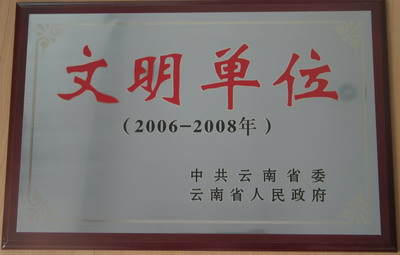 文明单位
(2006-2008年)
中共云南省委
云南省人民政府